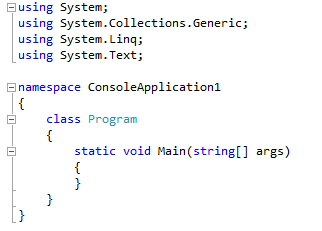 using System;
using System.Collections.Generic;
using System.Linq;
using System.Text;

namespace ConsoleApplication1
{
    class Program
    {
        static void Main(string[] args)
        {
        }
    }
}